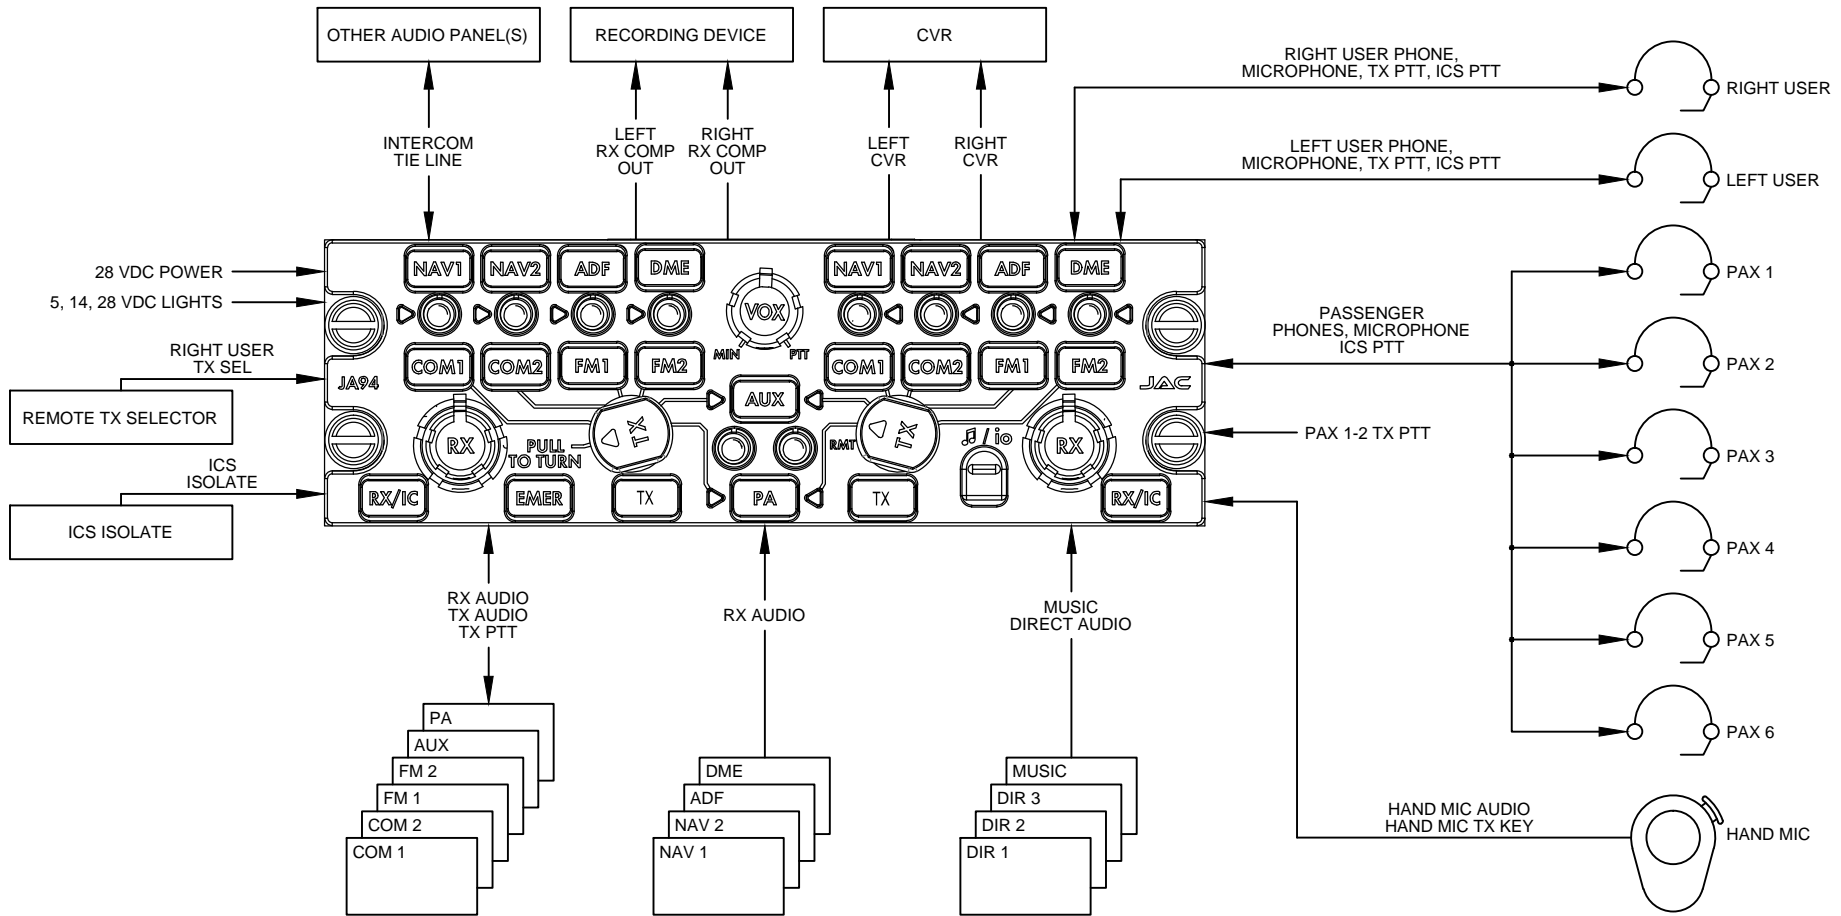 OTHER AUDIO PANEL(S)
RECORDING DEVICE
CVR
INTERCOM
TIE LINE
LEFT
RX COMP
OUT
RIGHT
RX COMP
OUT
LEFT
CVR
RIGHT
CVR
RIGHT USER PHONE,
MICROPHONE, TX PTT, ICS PTT
RIGHT USER
LEFT USER PHONE,
MICROPHONE, TX PTT, ICS PTT
LEFT USER
28 VDC POWER
5, 14, 28 VDC LIGHTS
RIGHT USER
TX SEL
REMOTE TX SELECTOR
ICS
ISOLATE
ICS ISOLATE
NAV1
NAV2
ADF
DME
VOX
MIN
PTT
NAV1
NAV2
ADF
DME
JA94
COM1
COM2
FM1
FM2
AUX
COM1
COM2
FM1
FM2
JAC
RX
PULL
TO TURN
TX
RMT
TX
♫ / io
RX
RX/IC
EMER
TX
PA
TX
RX/IC
PASSENGER
PHONES, MICROPHONE
ICS PTT
PAX 1-2 TX PTT
PAX 1
PAX 2
PAX 3
PAX 4
PAX 5
PAX 6
RX AUDIO
TX AUDIO
TX PTT
PA
AUX
FM 2
FM 1
COM 2
COM 1
RX AUDIO
DME
ADF
NAV 2
NAV 1
MUSIC
DIRECT AUDIO
MUSIC
DIR 3
DIR 2
DIR 1
HAND MIC AUDIO
HAND MIC TX KEY
HAND MIC